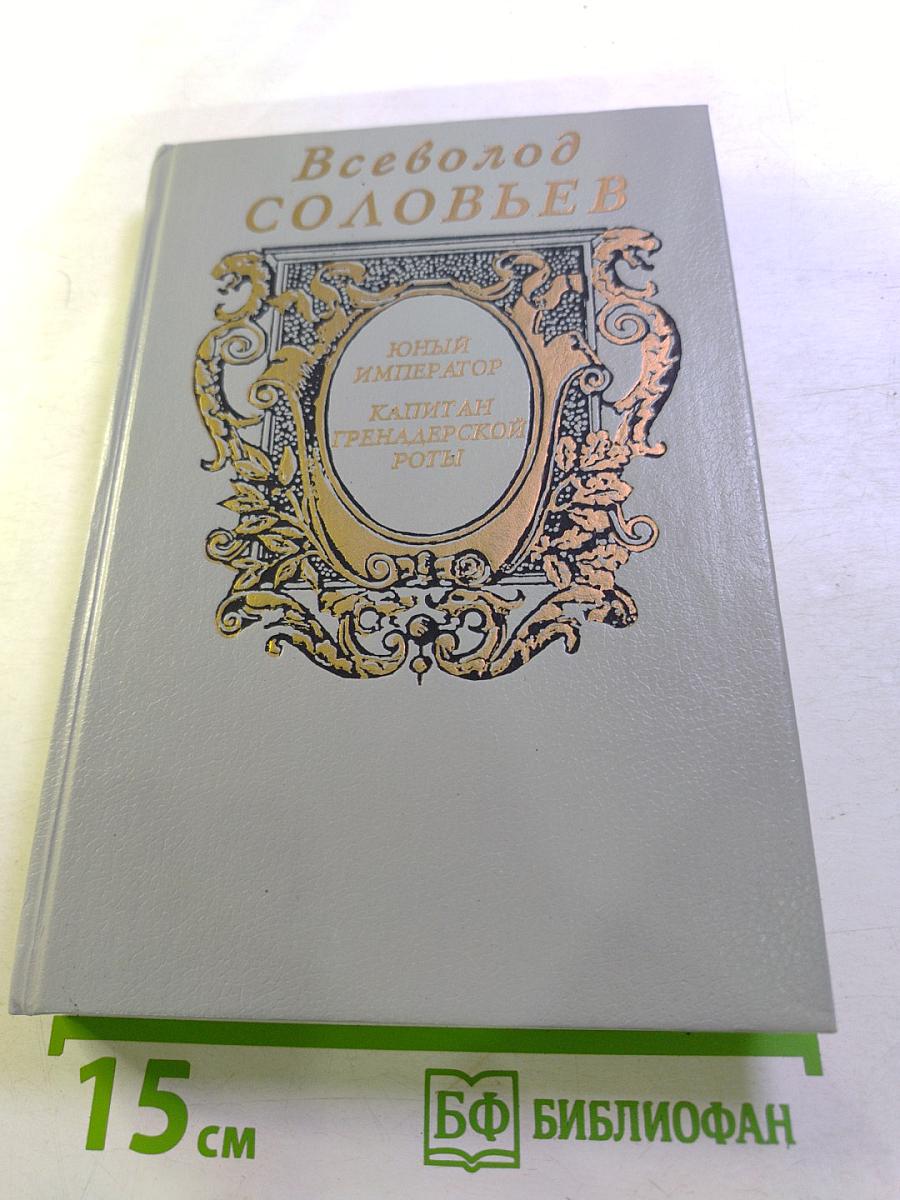 Всеволод
СОЛОВЬЕВ
ЮНЫЙ
ИМПЕРАТОР
КАПИТАН
ГРЕНАДЕРСКОЙ
РОТЫ
15 см
БФ БИБЛИОФАН